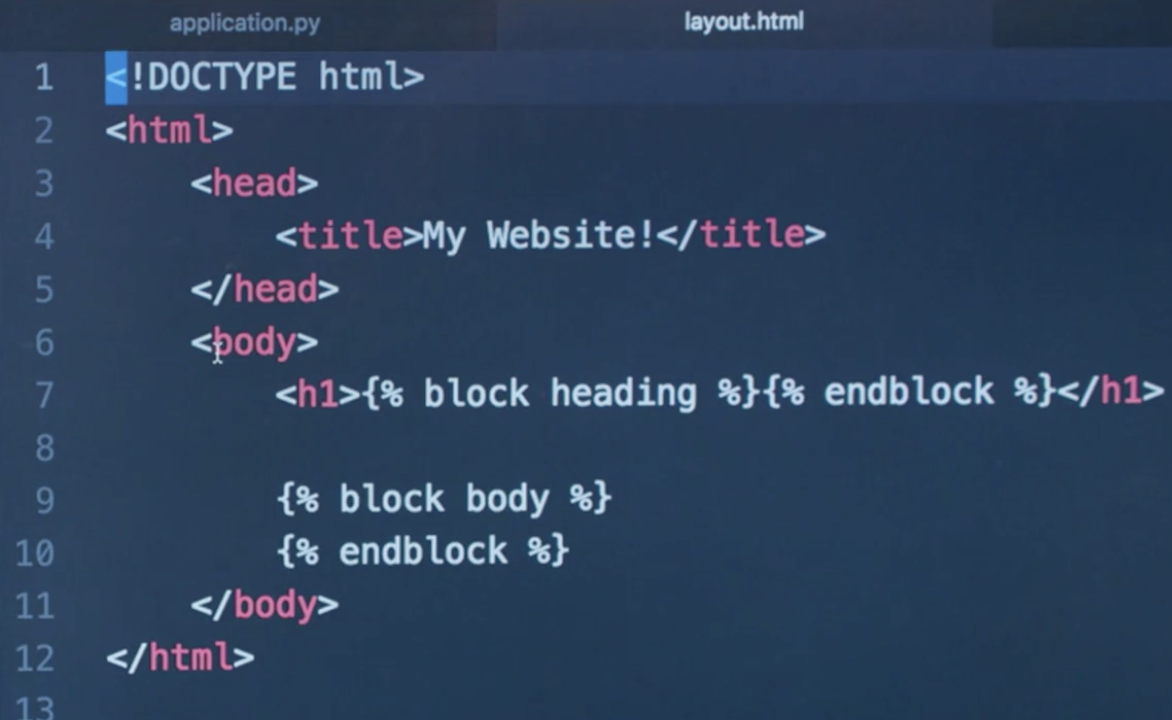 application.py layout.html
1 <!DOCTYPE html>
2 <html>
3     <head>
4         <title>My Website!</title>
5     </head>
6     <body>
7         <h1>{% block heading %}{% endblock %}</h1>
8
9         {% block body %}
10         {% endblock %}
11     </body>
12 </html>
13